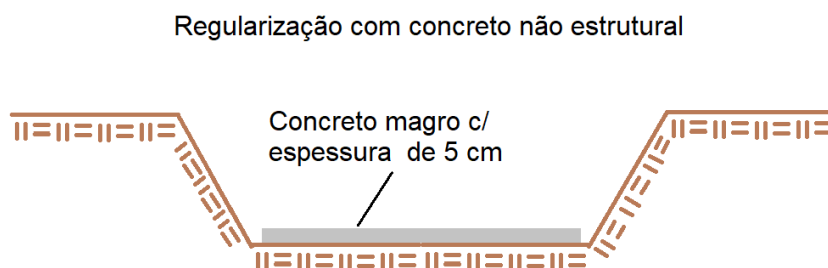 Regularização com concreto não estrutural
Concreto magro c/
espessura de 5 cm